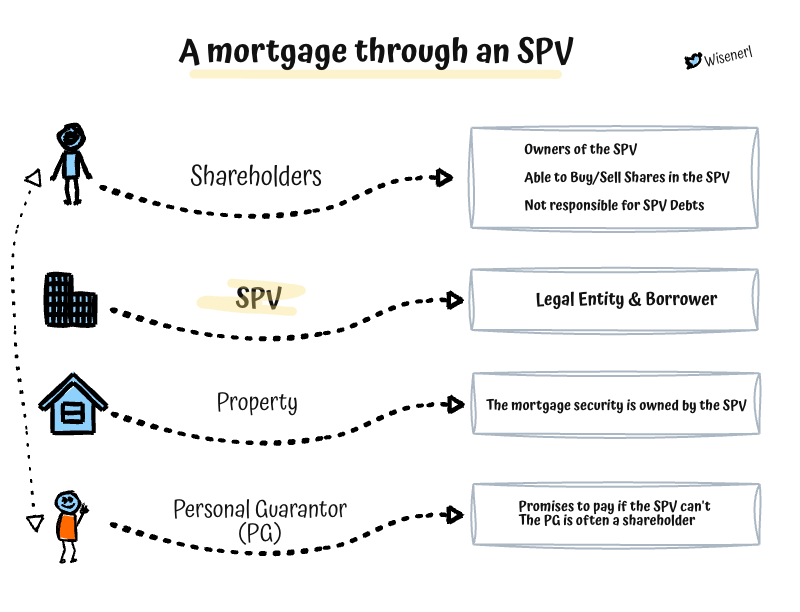 A mortgage through an SPV
Wisenerl
Shareholders
Owners of the SPV
Able to Buy/Sell Shares in the SPV
Not responsible for SPV Debts
SPV
Legal Entity & Borrower
Property
The mortgage security is owned by the SPV
Personal Guarantor
(PG)
Promises to pay if the SPV can't
The PG is often a shareholder